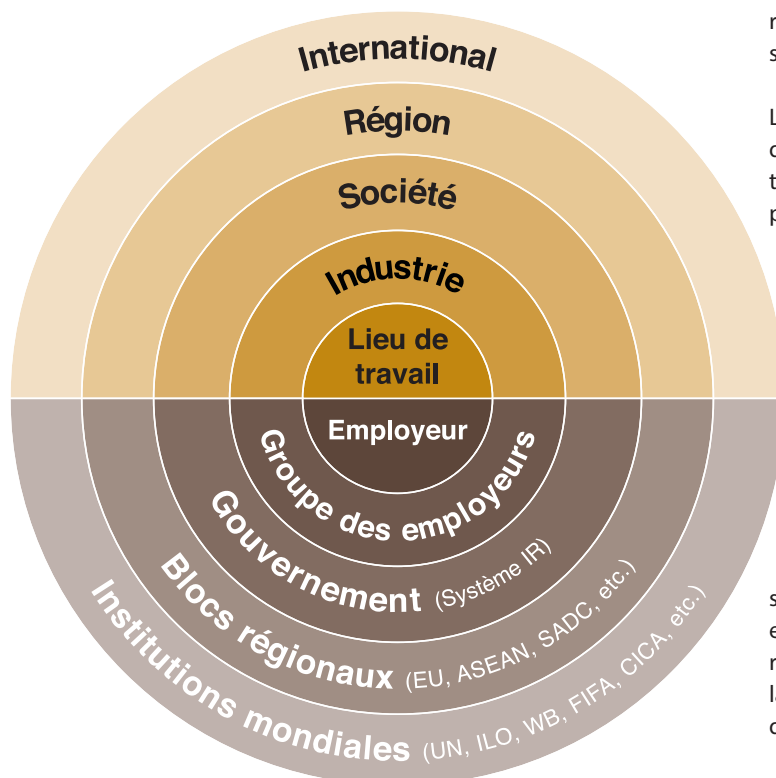 International
Région
Société
Industrie
Lieu de
travail
Employeur
Groupe des employeurs
Gouvernement (Système IR)
Blocs régionaux (EU, ASEAN, SADC, etc.)
Institutions mondiales (UN, ILO, WB, FIFA, CICA, etc.)